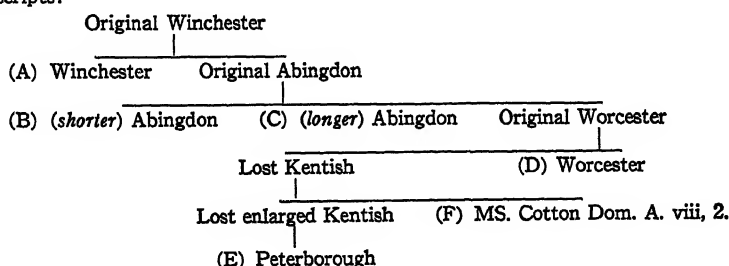 Original Winchester
(A) Winchester Original Abingdon
(B) (shorter) Abingdon (C) (longer) Abingdon Original Worcester
Lost Kentish (D) Worcester
Lost enlarged Kentish (F) MS. Cotton Dom. A. viii, 2.
(E) Peterborough